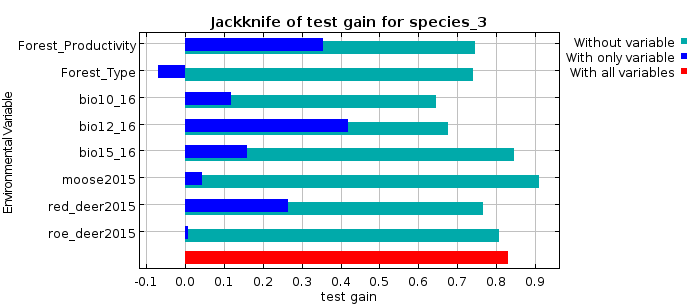 Jackknife of test gain for species_3
Without variable
With only variable
With all variables
Environmental Variable
Forest_Productivity
Forest_Type
bio10_16
bio12_16
bio15_16
moose2015
red_deer2015
roe_deer2015
-0.1 0.0 0.1 0.2 0.3 0.4 0.5 0.6 0.7 0.8 0.9
test gain